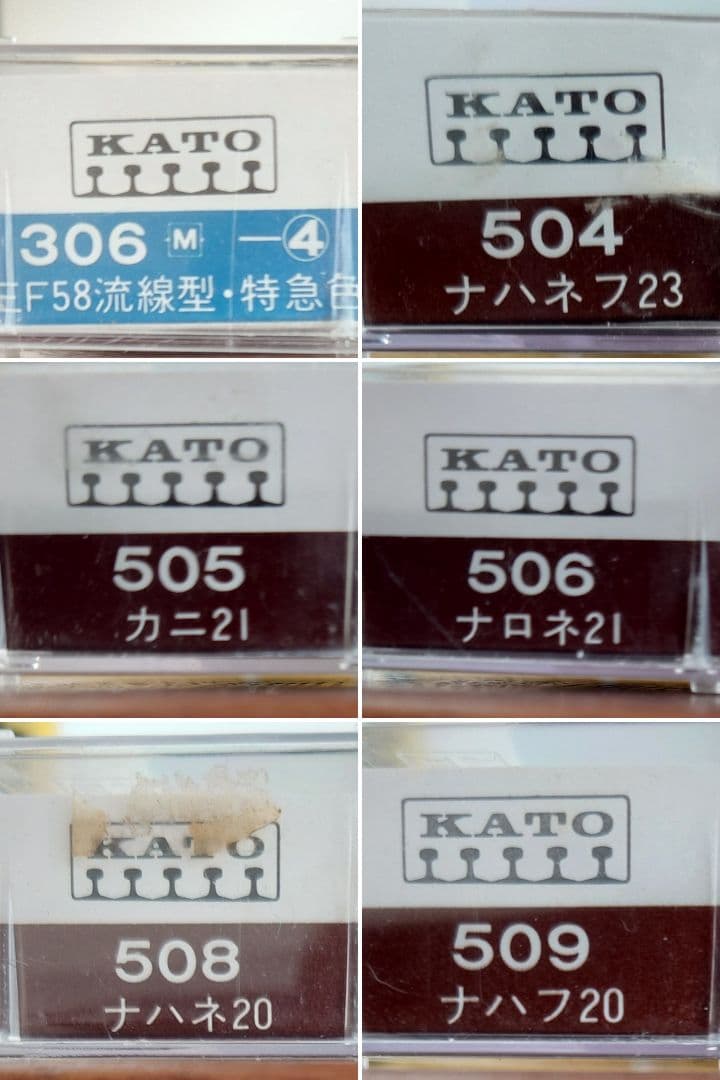 KATO
306 M —④
EF58流線型・特急色
KATO
504
ナハネフ23
KATO
505
カニ21
KATO
506
ナロネ21
KATO
508
ナハネ20
KATO
509
ナハフ20